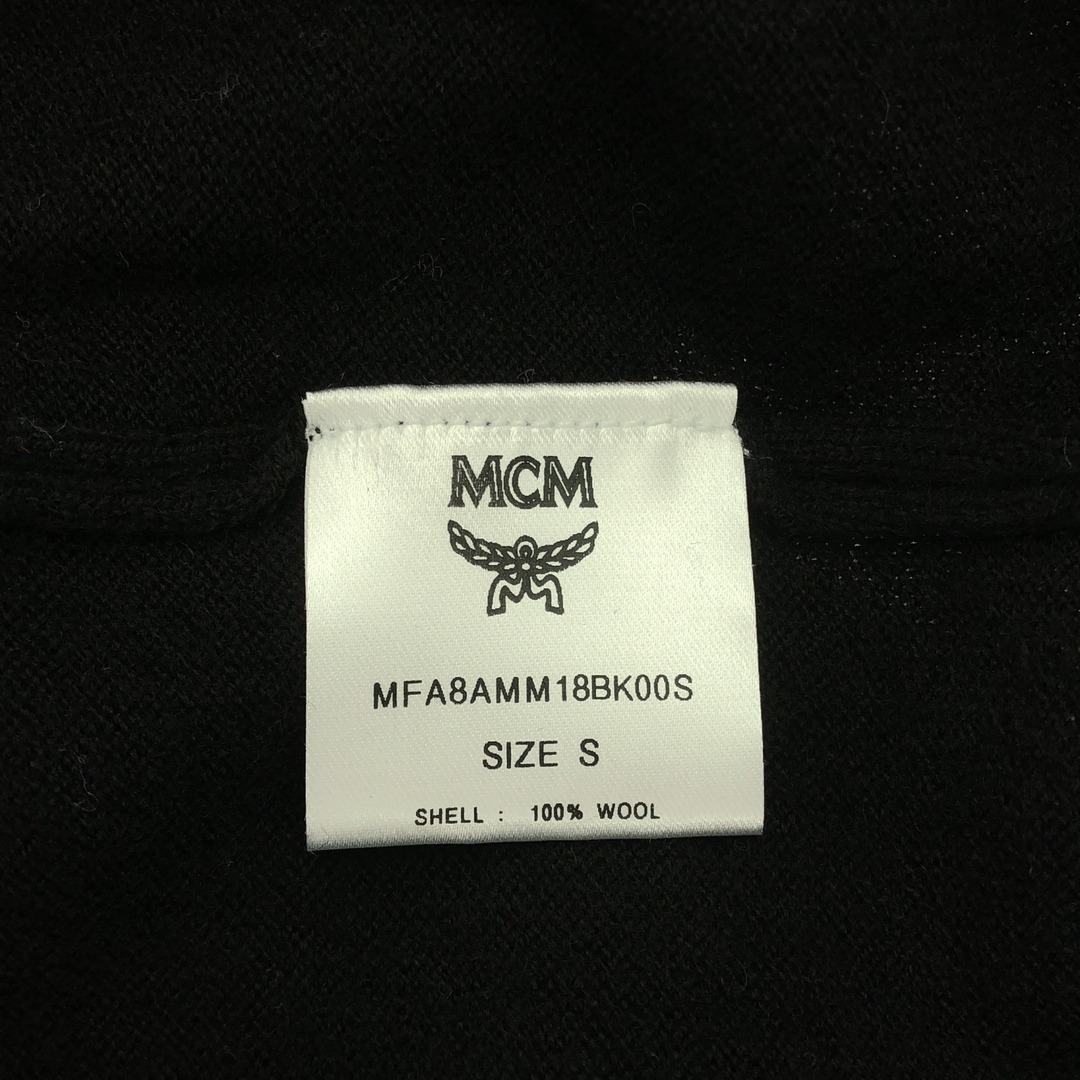 MCM
MFA8AMM18BK00S
SIZE S
SHELL : 100% WOOL